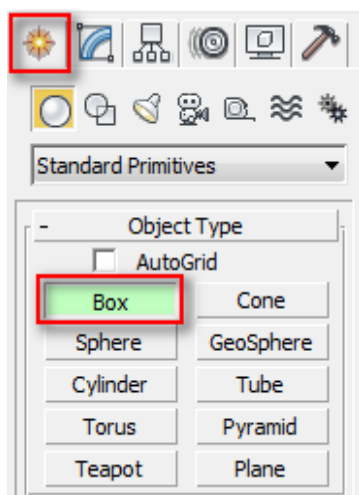 Standard Primitives
- Object Type
AutoGrid
Box Cone
Sphere GeoSphere
Cylinder Tube
Torus Pyramid
Teapot Plane